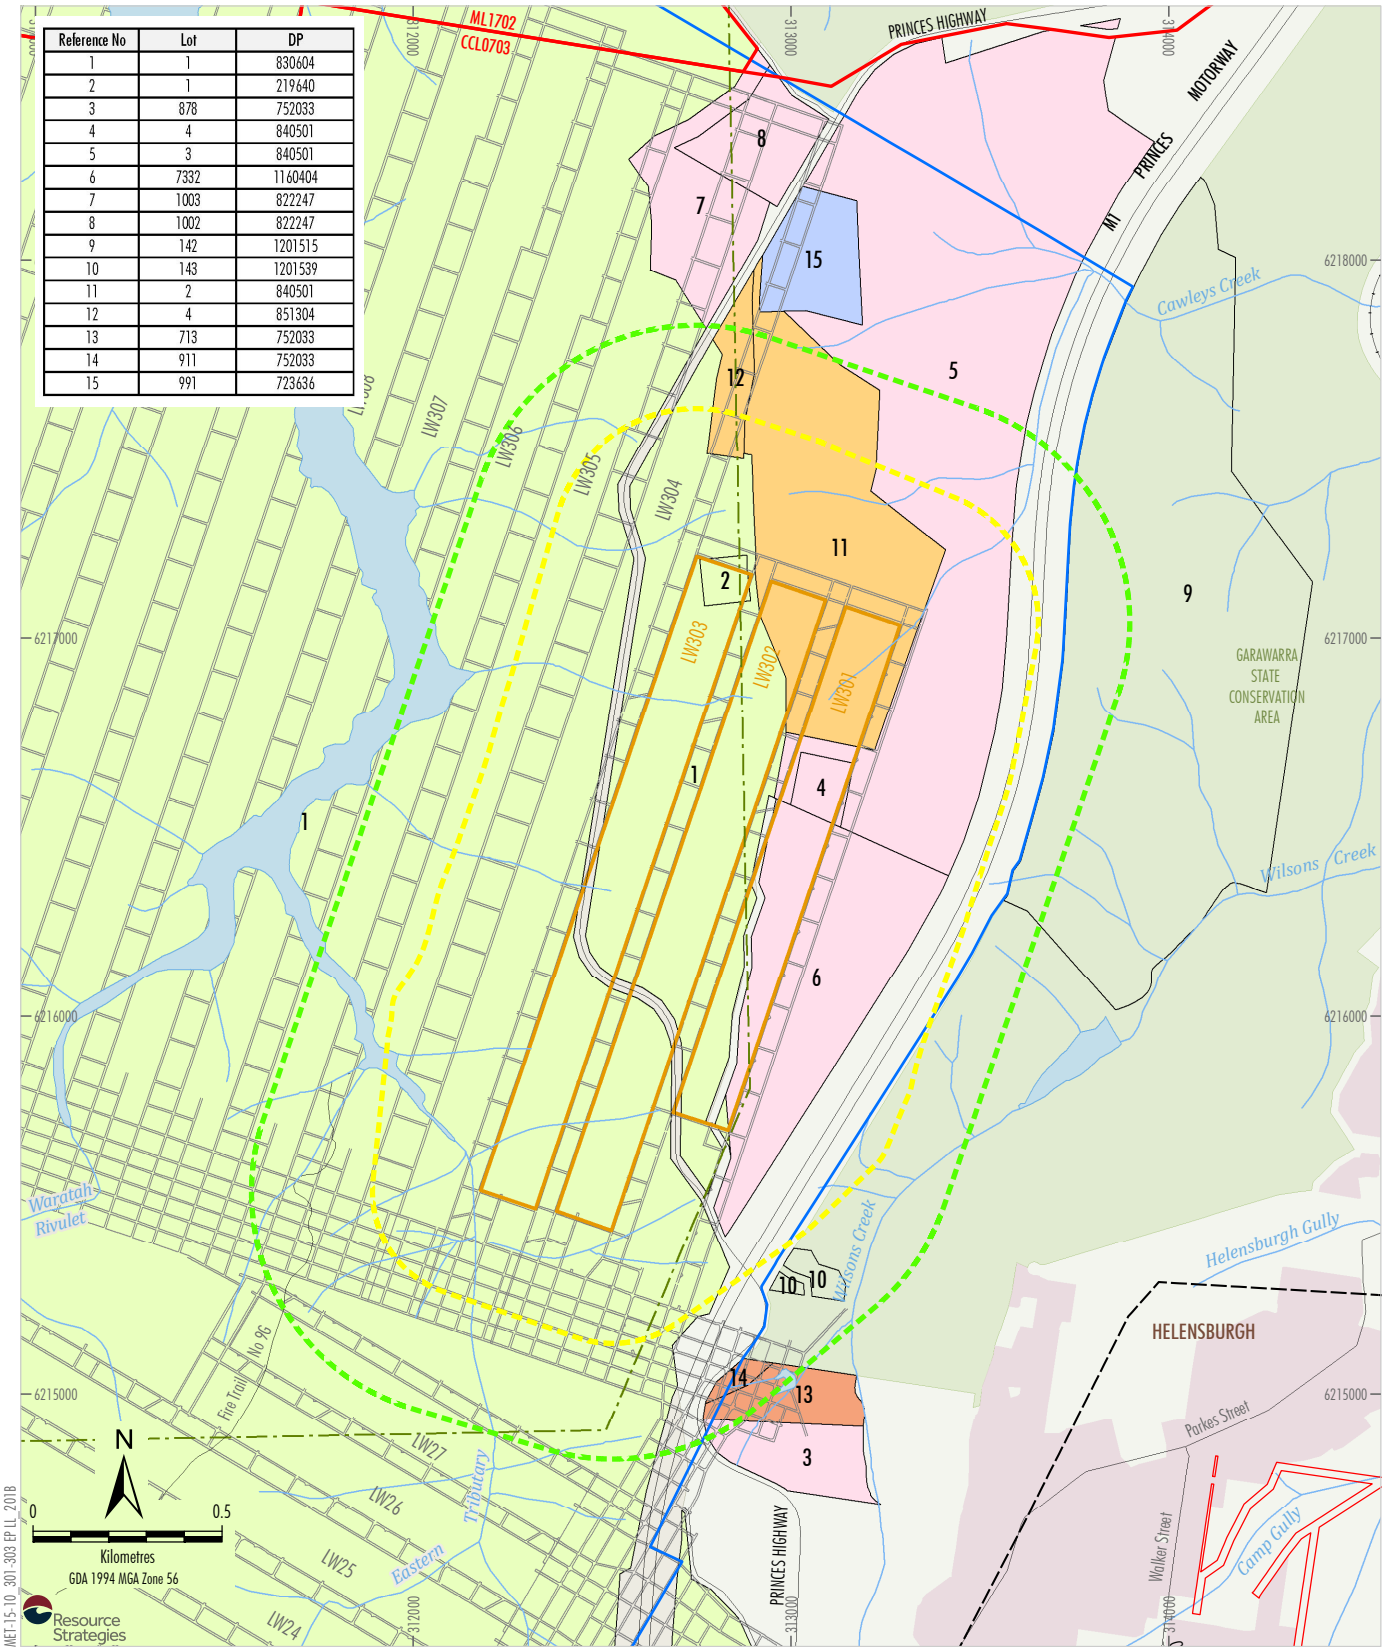 ML1702
CCL0703
PRINCES HIGHWAY
312000
313000
314000
MOTORWAY
PRINCES
M1
Reference No Lot DP
1 1 830604
2 1 219640
3 878 752033
4 4 840501
5 3 840501
6 7332 1160404
7 1003 822247
8 1002 822247
9 142 1201515
10 143 1201539
11 2 840501
12 4 851304
13 713 752033
14 911 752033
15 991 723636
8
7
15
6218000
Cawleys Creek
5
12
LW307
LW306
LW305
LW304
11
2
9
6217000
6217000
LW303
LW302
LW301
GARAWARRA
STATE
CONSERVATION
AREA
1
4
1
Wilsons Creek
6
6216000
6216000
Waratah
Rivulet
Wilsons Creek
Helensburgh Gully
10
10
HELENSBURGH
Fire Trail No 96
14
13
6215000
6215000
3
Parkes Street
N
LW27
LW26
LW25
LW24
Tributary
Eastern
0 0.5
Kilometres
GDA 1994 MGA Zone 56
PRINCES HIGHWAY
Walker Street
Camp Gully
312000
313000
314000
Resource
Strategies
MET-15-10_301-303 EP LL_201B